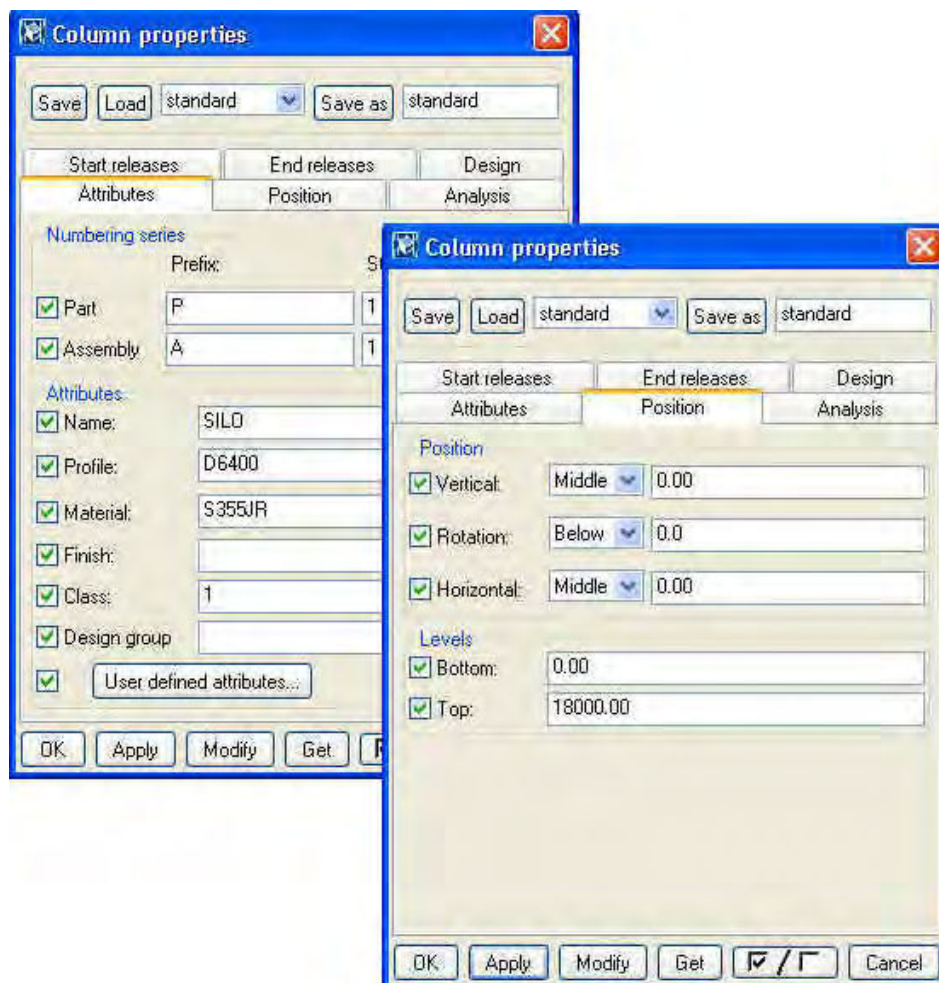 Column properties
Save Load standard Save as standard
Start releases End releases Design
Attributes Position Analysis
Numbering series
Prefix:
Part P 1
Assembly A 1
Attributes
Name: SILO
Profile: D6400
Material: S355JR
Finish:
Class: 1
Design group
User defined attributes...
OK Apply Modify Get
Column properties
Save Load standard Save as standard
Start releases End releases Design
Attributes Position Analysis
Position
Vertical: Middle 0.00
Rotation: Below 0.0
Horizontal: Middle 0.00
Levels
Bottom: 0.00
Top: 18000.00
OK Apply Modify Get / Cancel